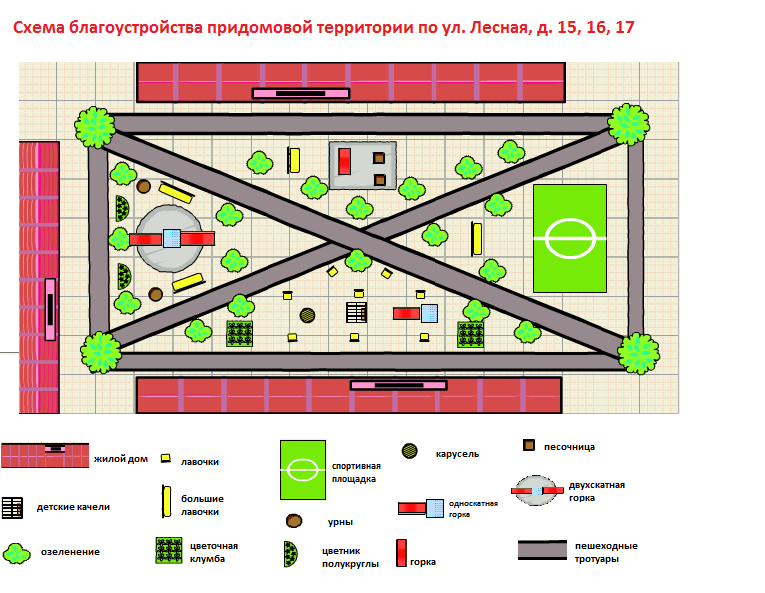 Схема благоустройства придомовой территории по ул. Лесная, д. 15, 16, 17
жилой дом
лавочки
спортивная
площадка
карусель
песочница
детские качели
большие
лавочки
урны
односкатная
горка
двухскатная
горка
озеленение
цветочная
клумба
цветник
полукруглы
горка
пешеходные
тротуары